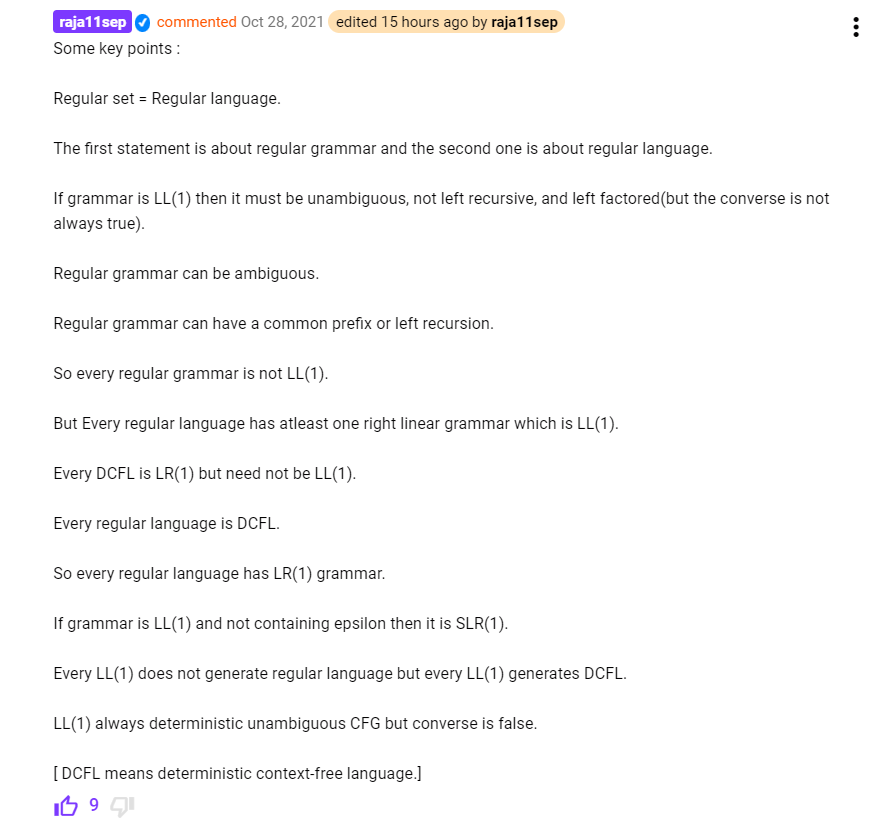 raja11sep commented Oct 28, 2021 edited 15 hours ago by raja11sep
Some key points :
Regular set = Regular language.
The first statement is about regular grammar and the second one is about regular language.
If grammar is LL(1) then it must be unambiguous, not left recursive, and left factored(but the converse is not
always true).
Regular grammar can be ambiguous.
Regular grammar can have a common prefix or left recursion.
So every regular grammar is not LL(1).
But Every regular language has atleast one right linear grammar which is LL(1).
Every DCFL is LR(1) but need not be LL(1).
Every regular language is DCFL.
So every regular language has LR(1) grammar.
If grammar is LL(1) and not containing epsilon then it is SLR(1).
Every LL(1) does not generate regular language but every LL(1) generates DCFL.
LL(1) always deterministic unambiguous CFG but converse is false.
[ DCFL means deterministic context-free language.]
9